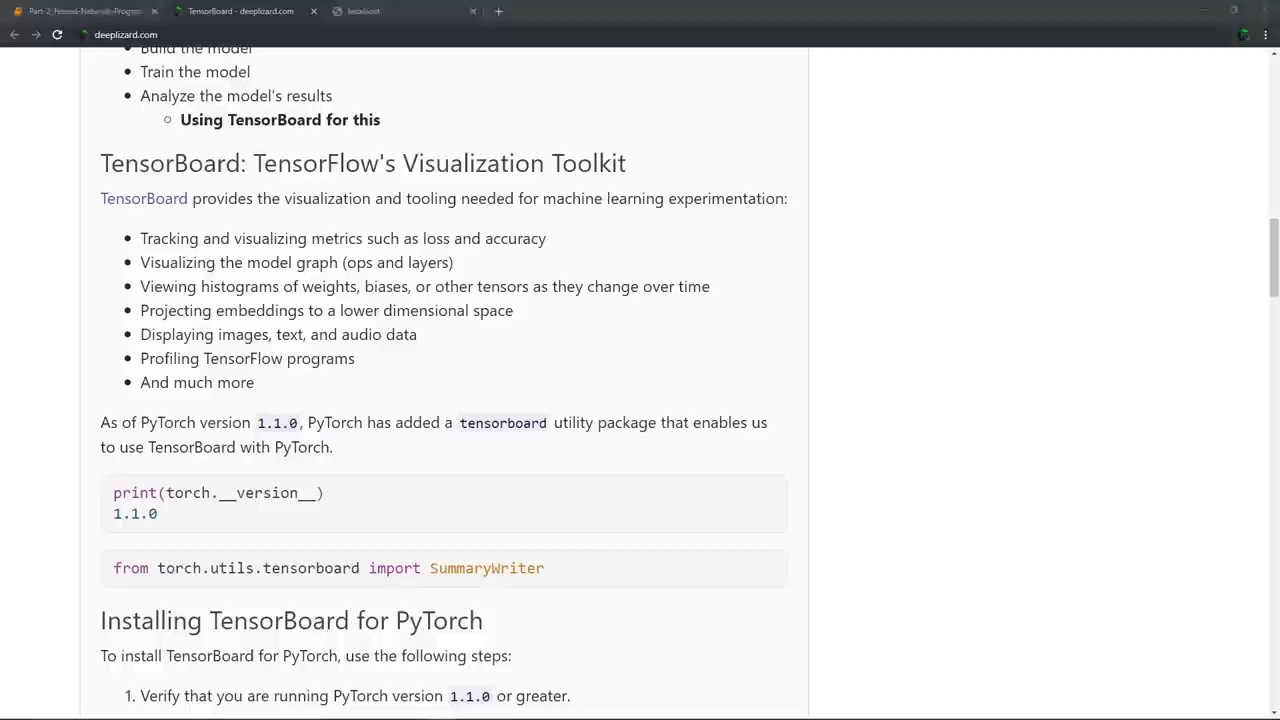 Part-2_Neural-Network-Progra
TensorBoard - deeplizard.com
localhost
deeplizard.com
Build the model
Train the model
Analyze the model's results
Using TensorBoard for this
TensorBoard: TensorFlow's Visualization Toolkit
TensorBoard provides the visualization and tooling needed for machine learning experimentation:
Tracking and visualizing metrics such as loss and accuracy
Visualizing the model graph (ops and layers)
Viewing histograms of weights, biases, or other tensors as they change over time
Projecting embeddings to a lower dimensional space
Displaying images, text, and audio data
Profiling TensorFlow programs
And much more
As of PyTorch version 1.1.0, PyTorch has added a tensorboard utility package that enables us
to use TensorBoard with PyTorch.
print(torch.__version__)
1.1.0
from torch.utils.tensorboard import SummaryWriter
Installing TensorBoard for PyTorch
To install TensorBoard for PyTorch, use the following steps:
1. Verify that you are running PyTorch version 1.1.0 or greater.